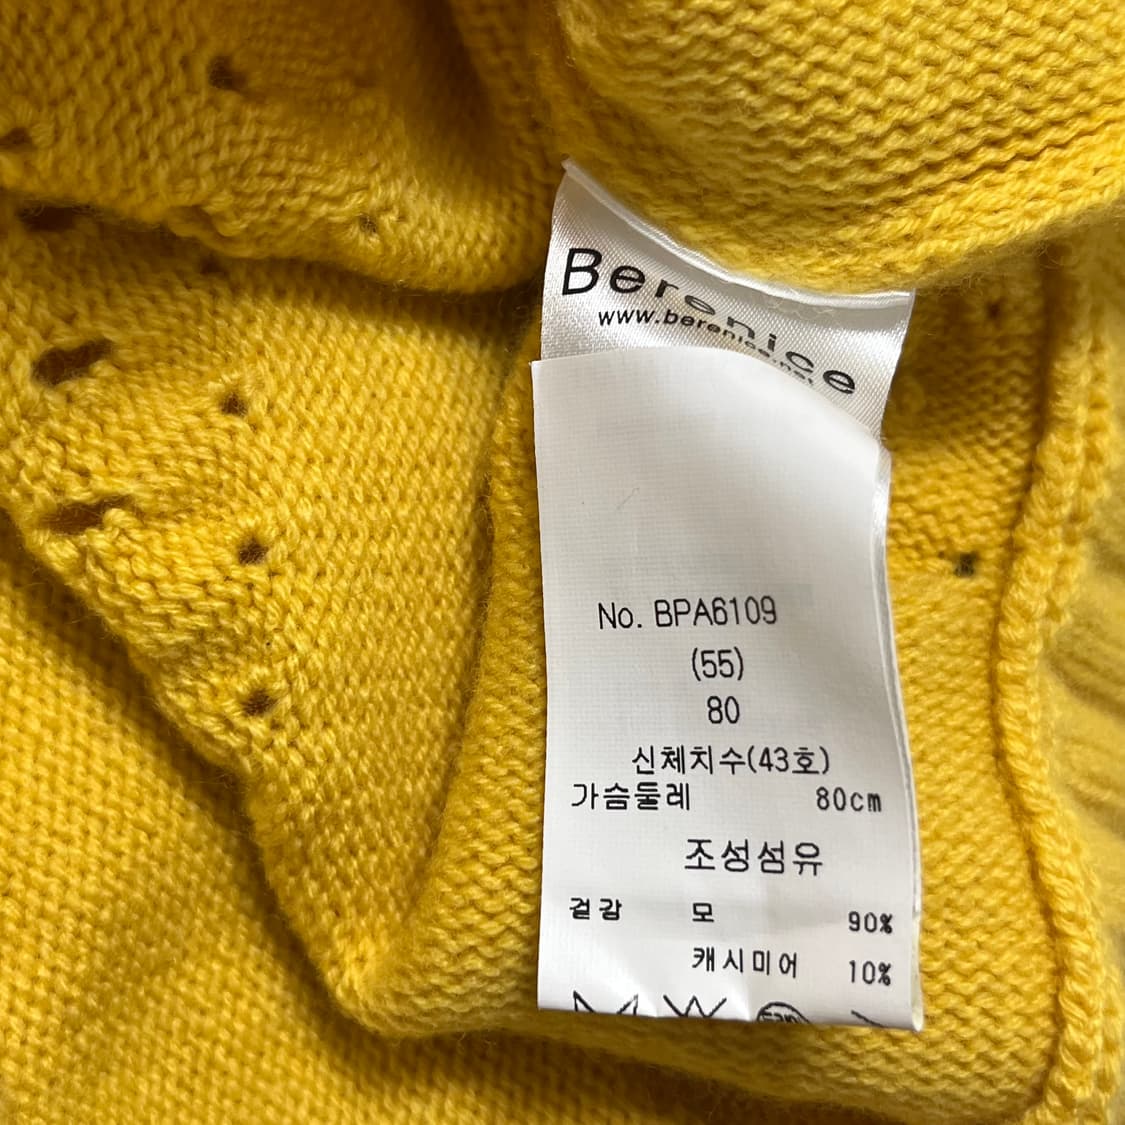 Berenice
www.berenice.net
No. BPA6109
(55)
80
신체치수(43호)
가슴둘레 80cm
조성섬유
겉감 모 90%
캐시미어 10%